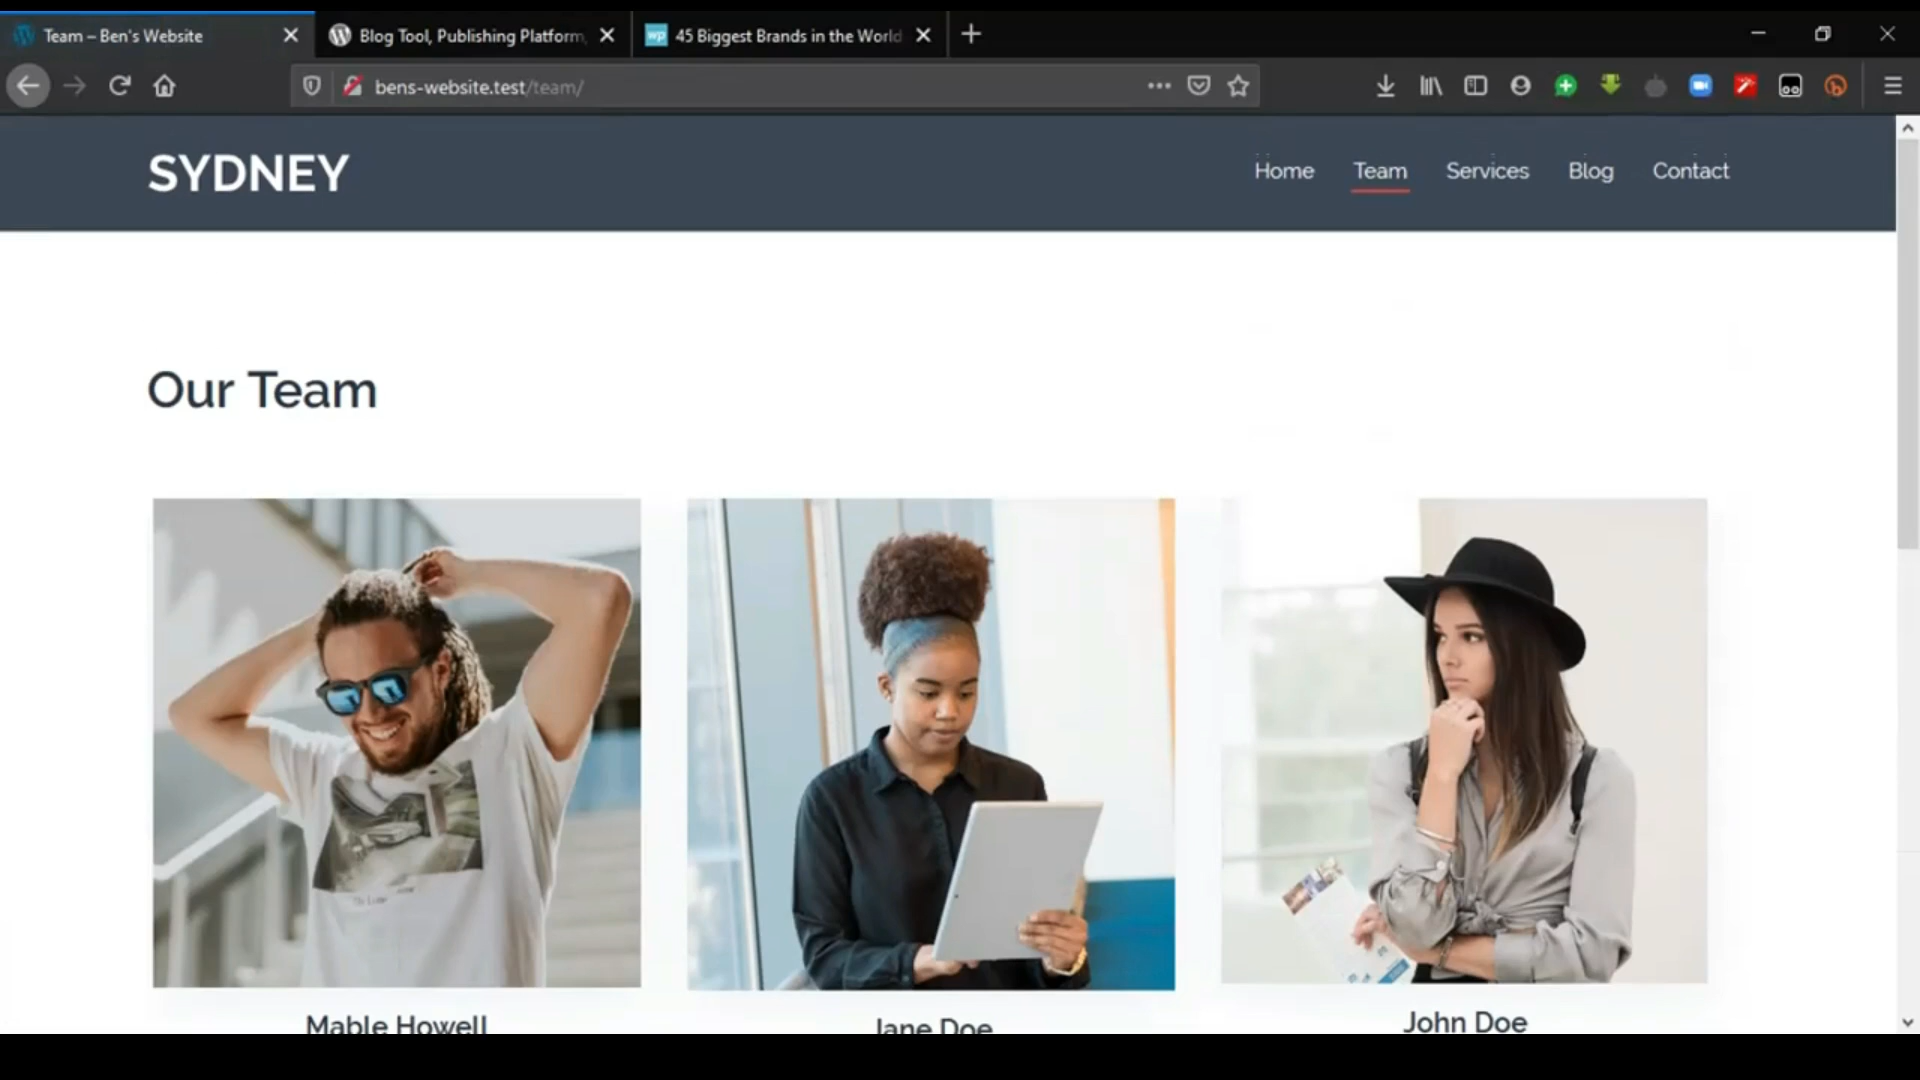 Team – Ben's Website
Blog Tool, Publishing Platform,
45 Biggest Brands in the World
bens-website.test/team/
SYDNEY
Home Team Services Blog Contact
Our Team
Mable Howell
Jane Doe
John Doe